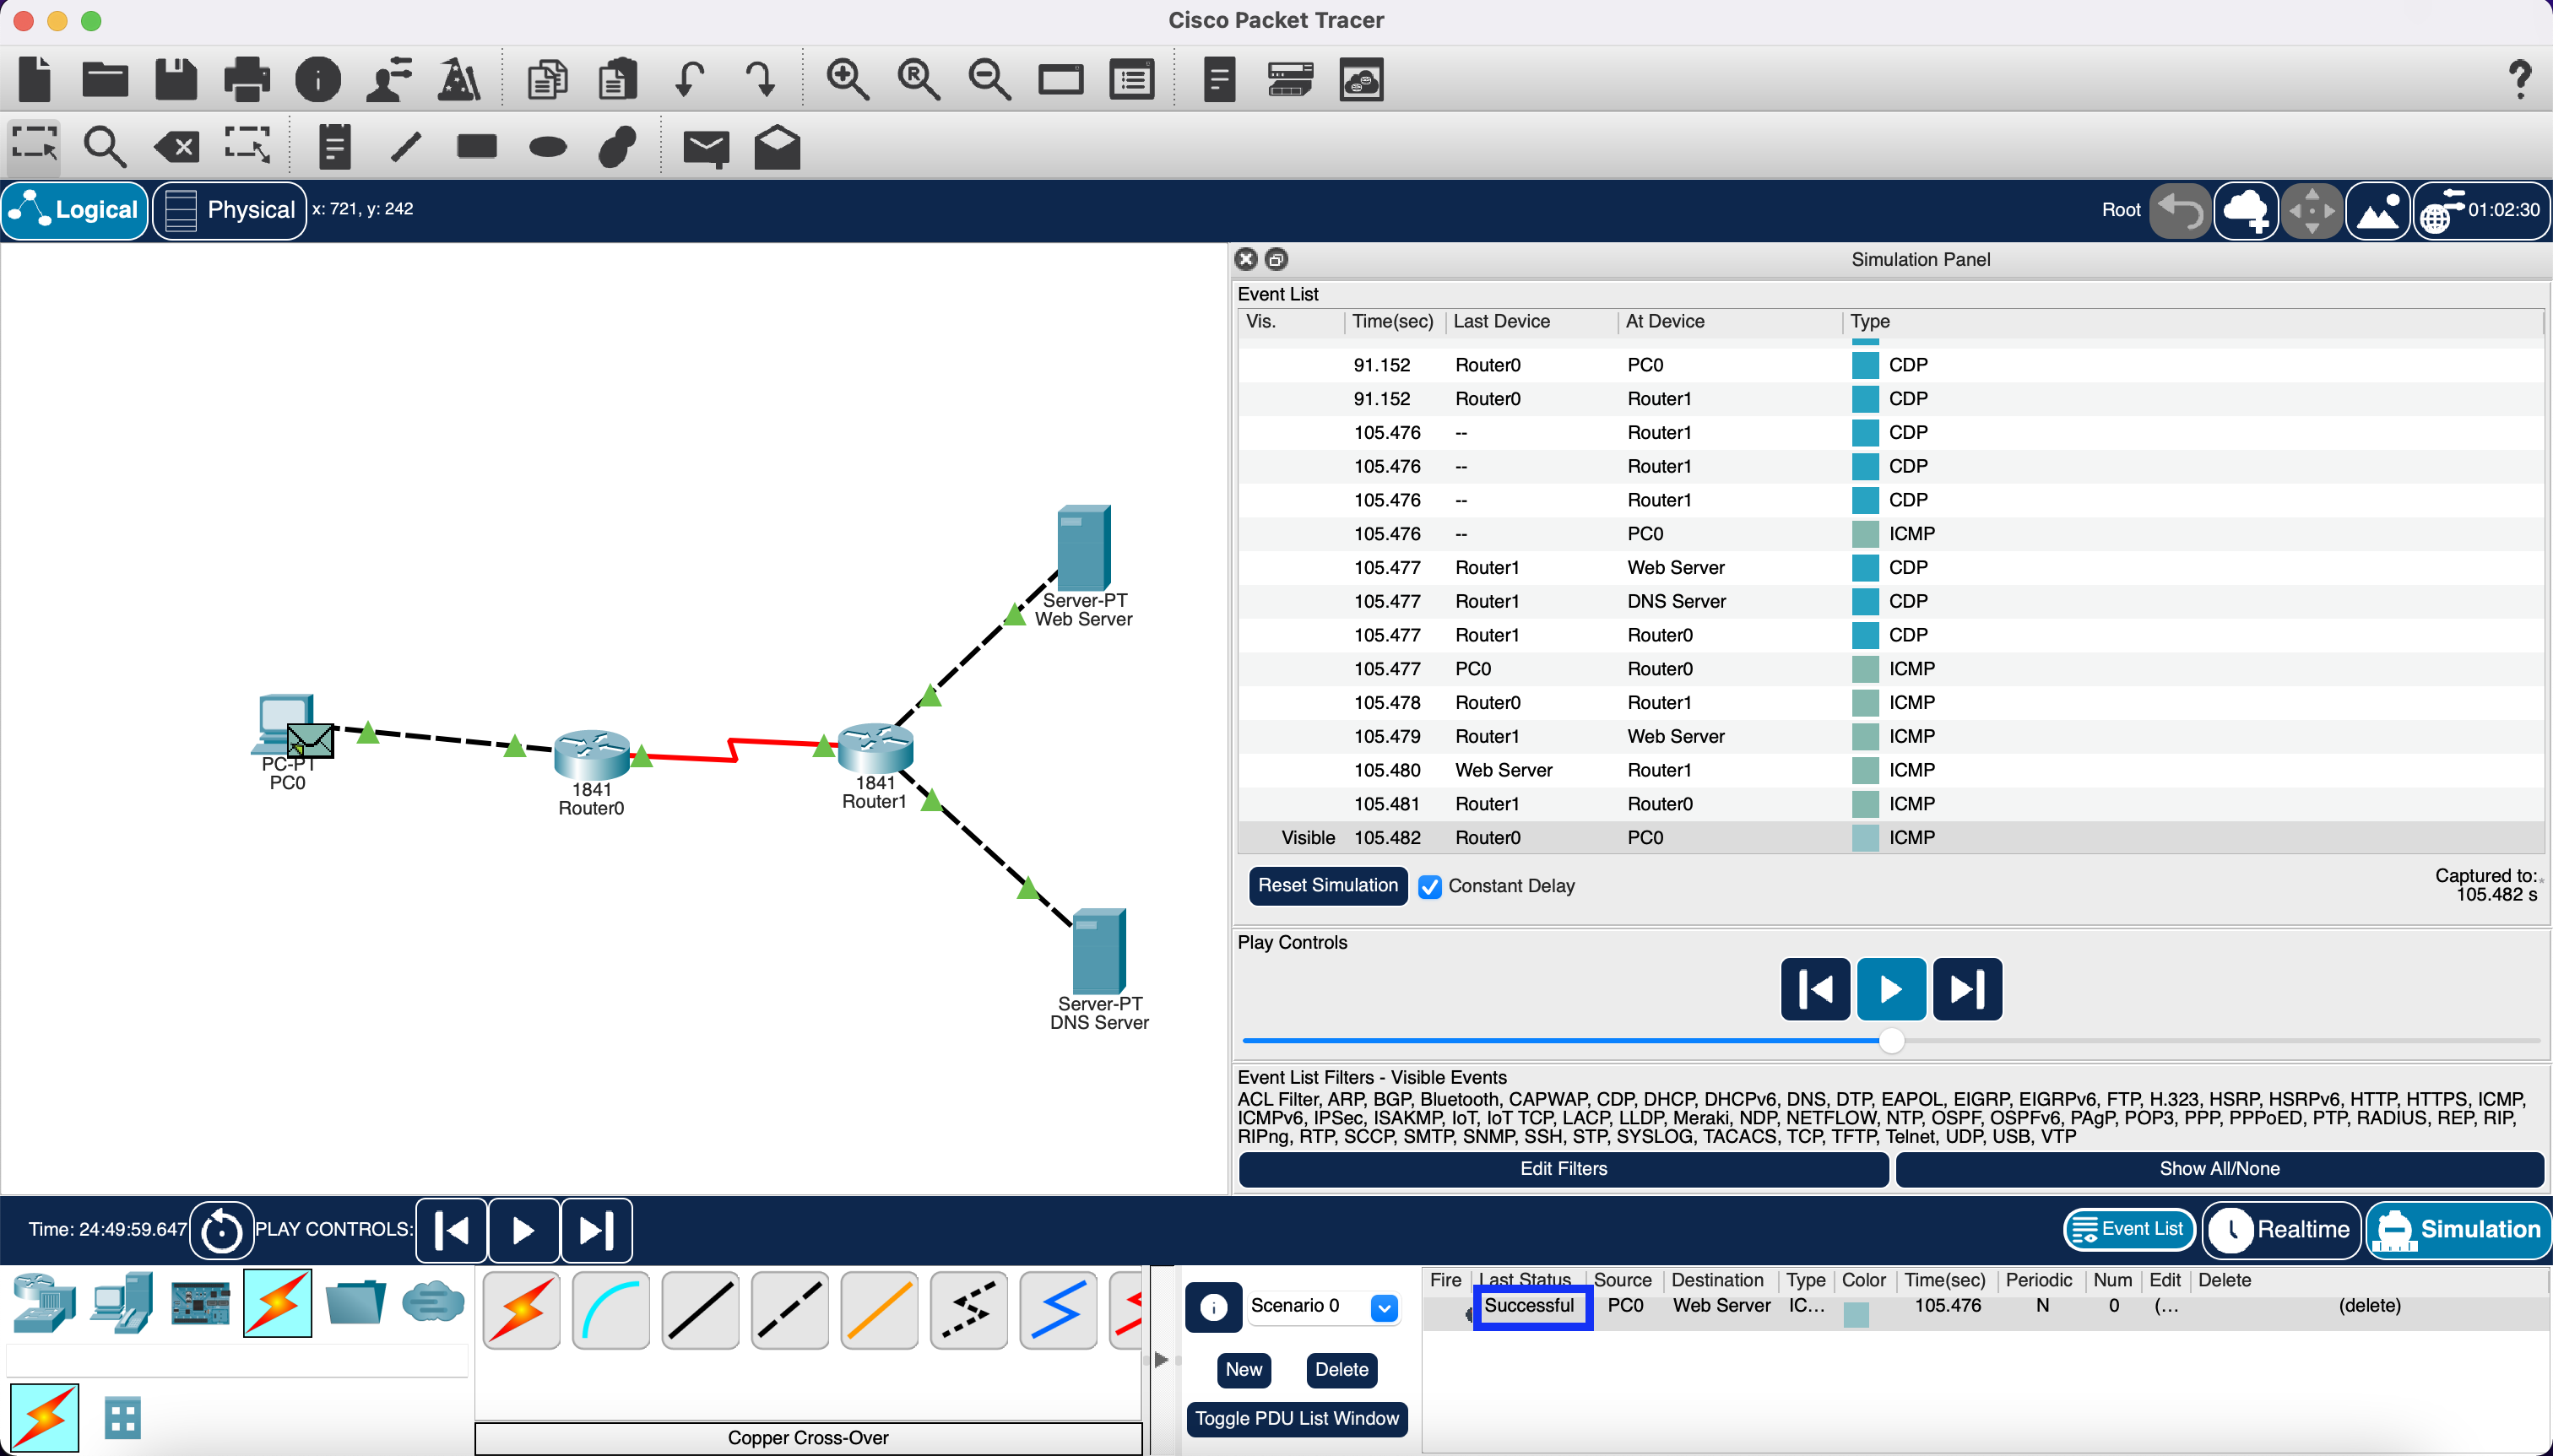 Cisco Packet Tracer
Logical
Physical
x: 721, y: 242
Root
01:02:30
Simulation Panel
Event List
Vis. Time(sec) Last Device At Device Type
91.152 Router0 PC0 CDP
91.152 Router0 Router1 CDP
105.476 -- Router1 CDP
105.476 -- Router1 CDP
105.476 -- Router1 CDP
105.476 -- PC0 ICMP
105.477 Router1 Web Server CDP
105.477 Router1 DNS Server CDP
105.477 Router1 Router0 CDP
105.477 PC0 Router0 ICMP
105.478 Router0 Router1 ICMP
105.479 Router1 Web Server ICMP
105.480 Web Server Router1 ICMP
105.481 Router1 Router0 ICMP
Visible 105.482 Router0 PC0 ICMP
Reset Simulation
Constant Delay
Captured to:
105.482 s
Play Controls
Event List Filters - Visible Events
ACL Filter, ARP, BGP, Bluetooth, CAPWAP, CDP, DHCP, DHCPv6, DNS, DTP, EAPOL, EIGRP, EIGRPv6, FTP, H.323, HSRP, HSRPv6, HTTP, HTTPS, ICMP,
ICMPv6, IPSec, ISAKMP, IoT, IoT TCP, LACP, LLDP, Meraki, NDP, NETFLOW, NTP, OSPF, OSPFv6, PAgP, POP3, PPP, PPPoED, PTP, RADIUS, REP, RIP,
RIPng, RTP, SCCP, SMTP, SNMP, SSH, STP, SYSLOG, TACACS, TCP, TFTP, Telnet, UDP, USB, VTP
Edit Filters
Show All/None
Server-PT
Web Server
PC-PT
PC0
1841
Router0
1841
Router1
Server-PT
DNS Server
Time: 24:49:59.647
PLAY CONTROLS:
Event List
Realtime
Simulation
Copper Cross-Over
Scenario 0
New
Delete
Toggle PDU List Window
Fire Last Status Source Destination Type Color Time(sec) Periodic Num Edit Delete
Successful PC0 Web Server IC... 105.476 N 0 (... (delete)